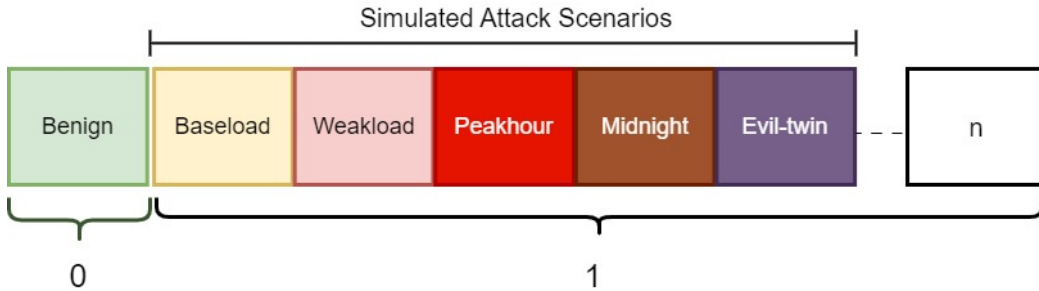 Simulated Attack Scenarios
Benign Baseload Weakload Peakhour Midnight Evil-twin n
0 1